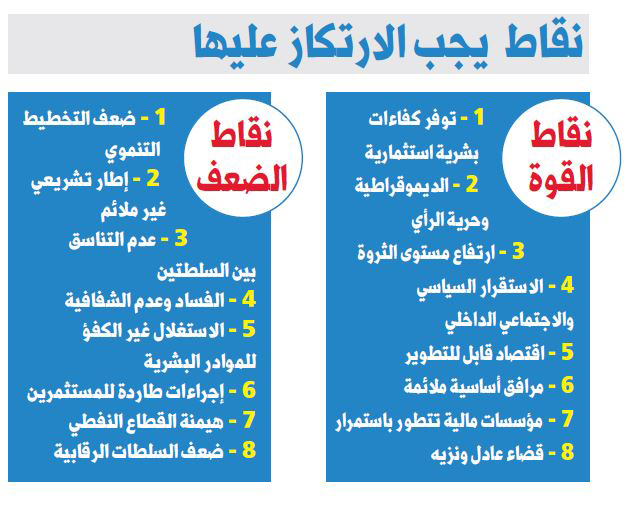 نقاط يجب الارتكاز عليها
نقاط
القوة
1 - توفر كفاءات
بشرية استثمارية
2 - الديموقراطية
وحرية الرأي
3 - ارتفاع مستوى الثروة
4 - الاستقرار السياسي
والاجتماعي الداخلي
5 - اقتصاد قابل للتطوير
6 - مرافق أساسية ملائمة
7 - مؤسسات مالية تتطور باستمرار
8 - قضاء عادل ونزيه
نقاط
الضعف
1 - ضعف التخطيط
التنموي
2 - إطار تشريعي
غير ملائم
3 - عدم التناسق
بين السلطتين
4 - الفساد وعدم الشفافية
5 - الاستغلال غير الكفؤ
للموادر البشرية
6 - إجراءات طاردة للمستثمرين
7 - هيمنة القطاع النفطي
8 - ضعف السلطات الرقابية